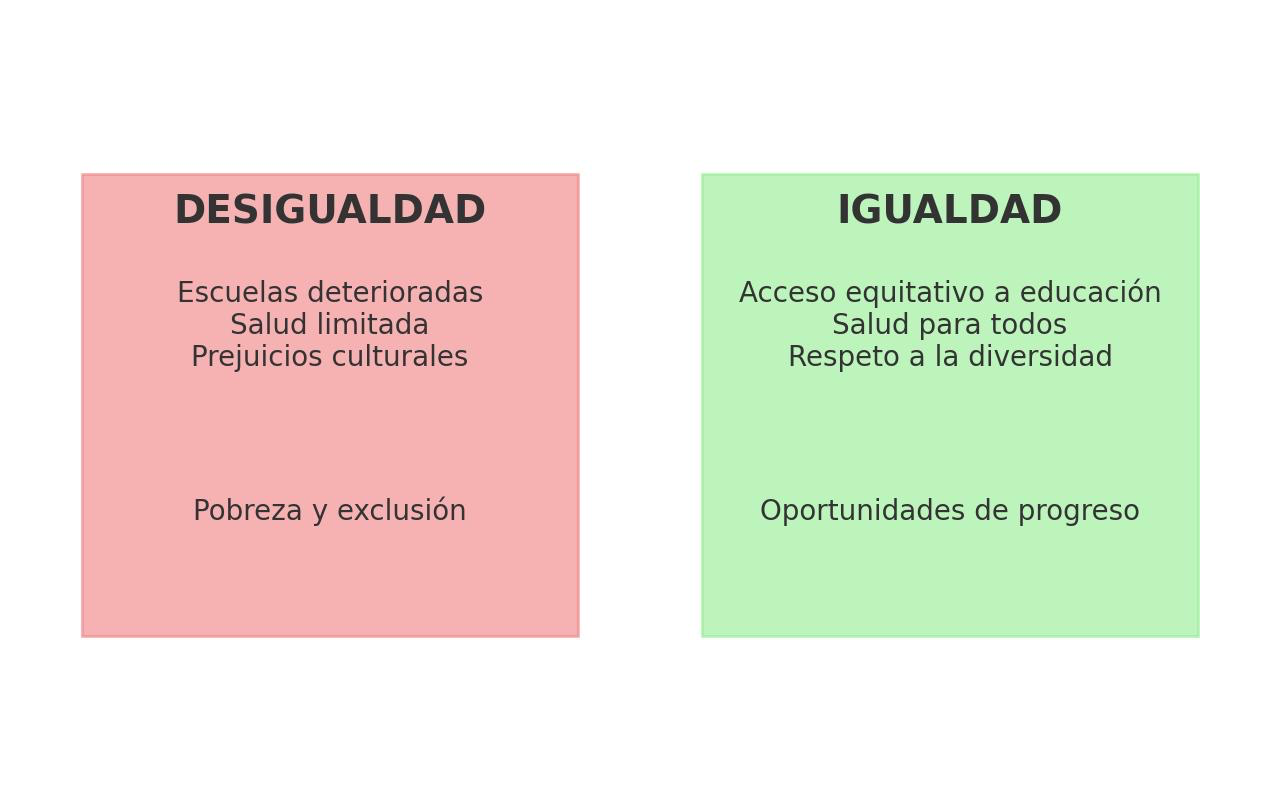 DESIGUALDAD
Escuelas deterioradas
Salud limitada
Prejuicios culturales
Pobreza y exclusión
IGUALDAD
Acceso equitativo a educación
Salud para todos
Respeto a la diversidad
Oportunidades de progreso